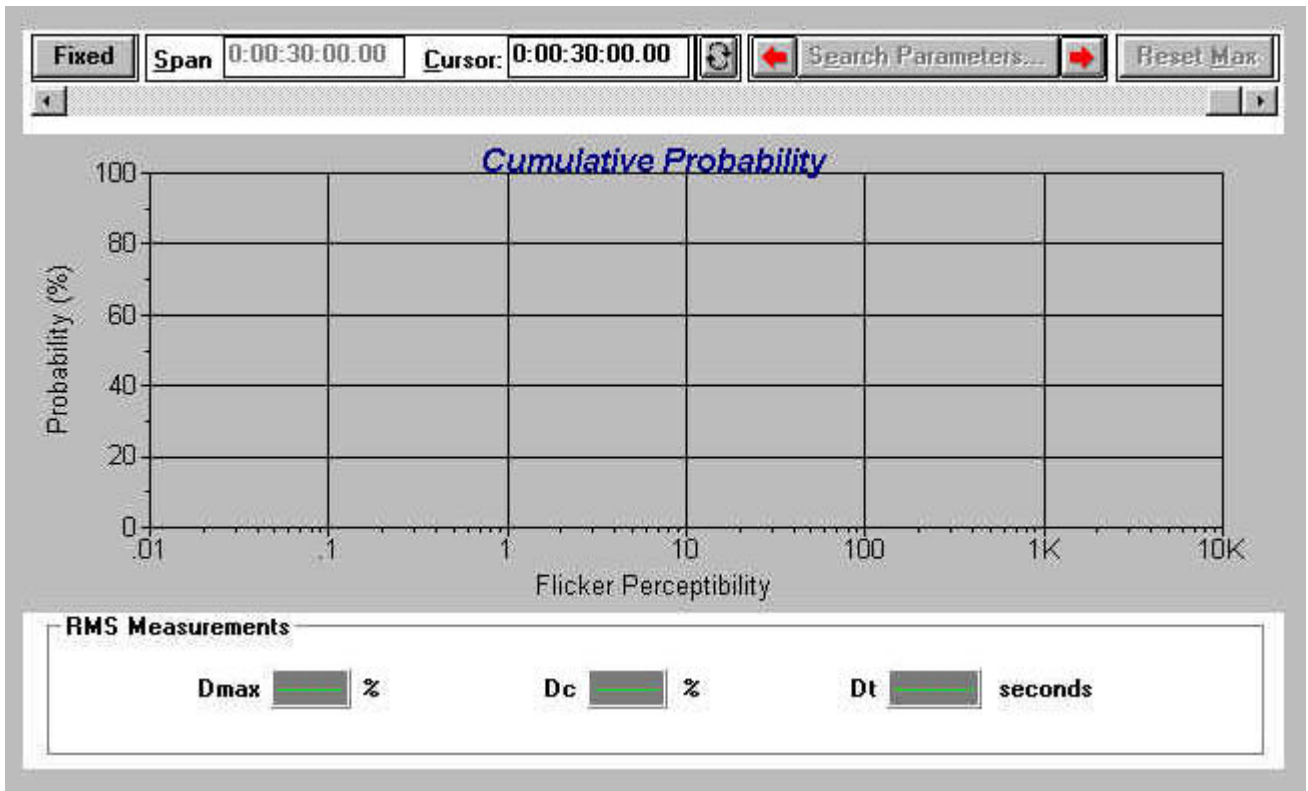 Fixed Span 0:00:30:00.00 Cursor: 0:00:30:00.00 Search Parameters... Reset Max
Cumulative Probability
100
80
60
40
20
0
Probability (%)
.01 .1 1 10 100 1K 10K
Flicker Perceptibility
RMS Measurements
Dmax % Dc % Dt seconds